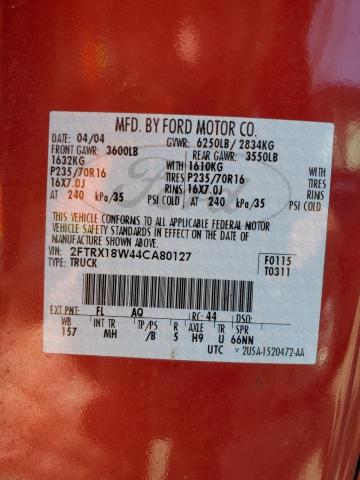 MFD. BY FORD MOTOR CO.
DATE: 04/04 GVWR: 6250LB / 2834KG
FRONT GAWR: 3600LB REAR GAWR: 3550LB
1632KG WITH 1610KG WITH
P235/70R16 TIRES P235/70R16 TIRES
16X7.0J RIMS 16X7.0J RIMS
AT 240 kPa/35 PSI COLD AT 240 kPa/35 PSI COLD
THIS VEHICLE CONFORMS TO ALL APPLICABLE FEDERAL MOTOR
VEHICLE SAFETY STANDARDS IN EFFECT ON THE DATE OF MANUFACTURE SHOWN ABOVE.
VIN: 2FTRX18W44CA80127 F0115
TYPE: TRUCK T0311
EXT PNT: FL AQ RC: 44 DSO:
WB INT TR TP/PS R AXLE TR SPR
157 MH /B 5 H9 U 66NN
UTC 2U5A-1520472-AA
Ford